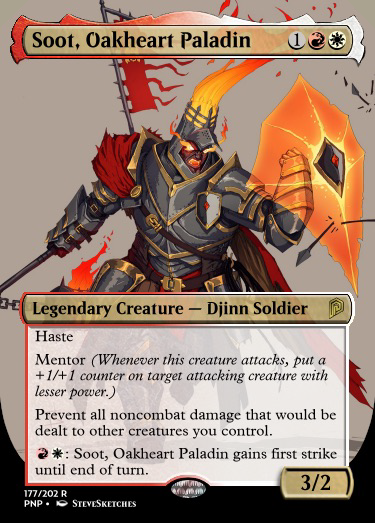 Soot, Oakheart Paladin 1
Legendary Creature — Djinn Soldier
Haste
Mentor (Whenever this creature attacks, put a
+1/+1 counter on target attacking creature with
lesser power.)
Prevent all noncombat damage that would be
dealt to other creatures you control.
: Soot, Oakheart Paladin gains first strike
until end of turn.
3/2
177/202 R
PNP • SteveSketches